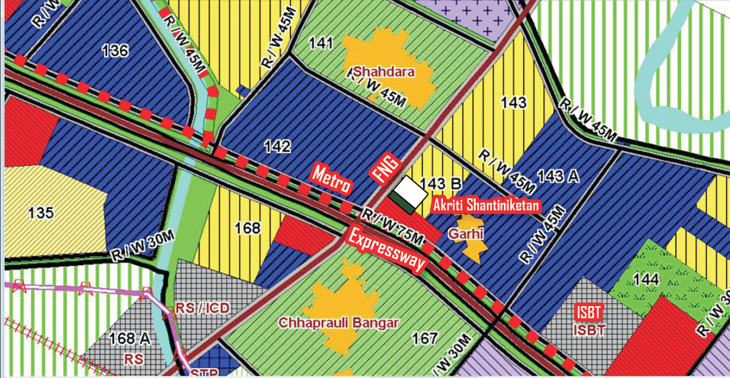 R / W 45M
136
R / W 45M
R / W 45M
141
Shahdara
R / W 45M
143
R / W 45M
142
Metro
FNG
143 B
R / W 45M
143 A
Akriti Shantiniketan
R / W 45M
135
R / W 30M
168
R / W 75M
Expressway
Garhi
144
RS / ICD
Chhaprauli Bangar
167
ISBT
ISBT
168 A
RS
STP
R / W 30M